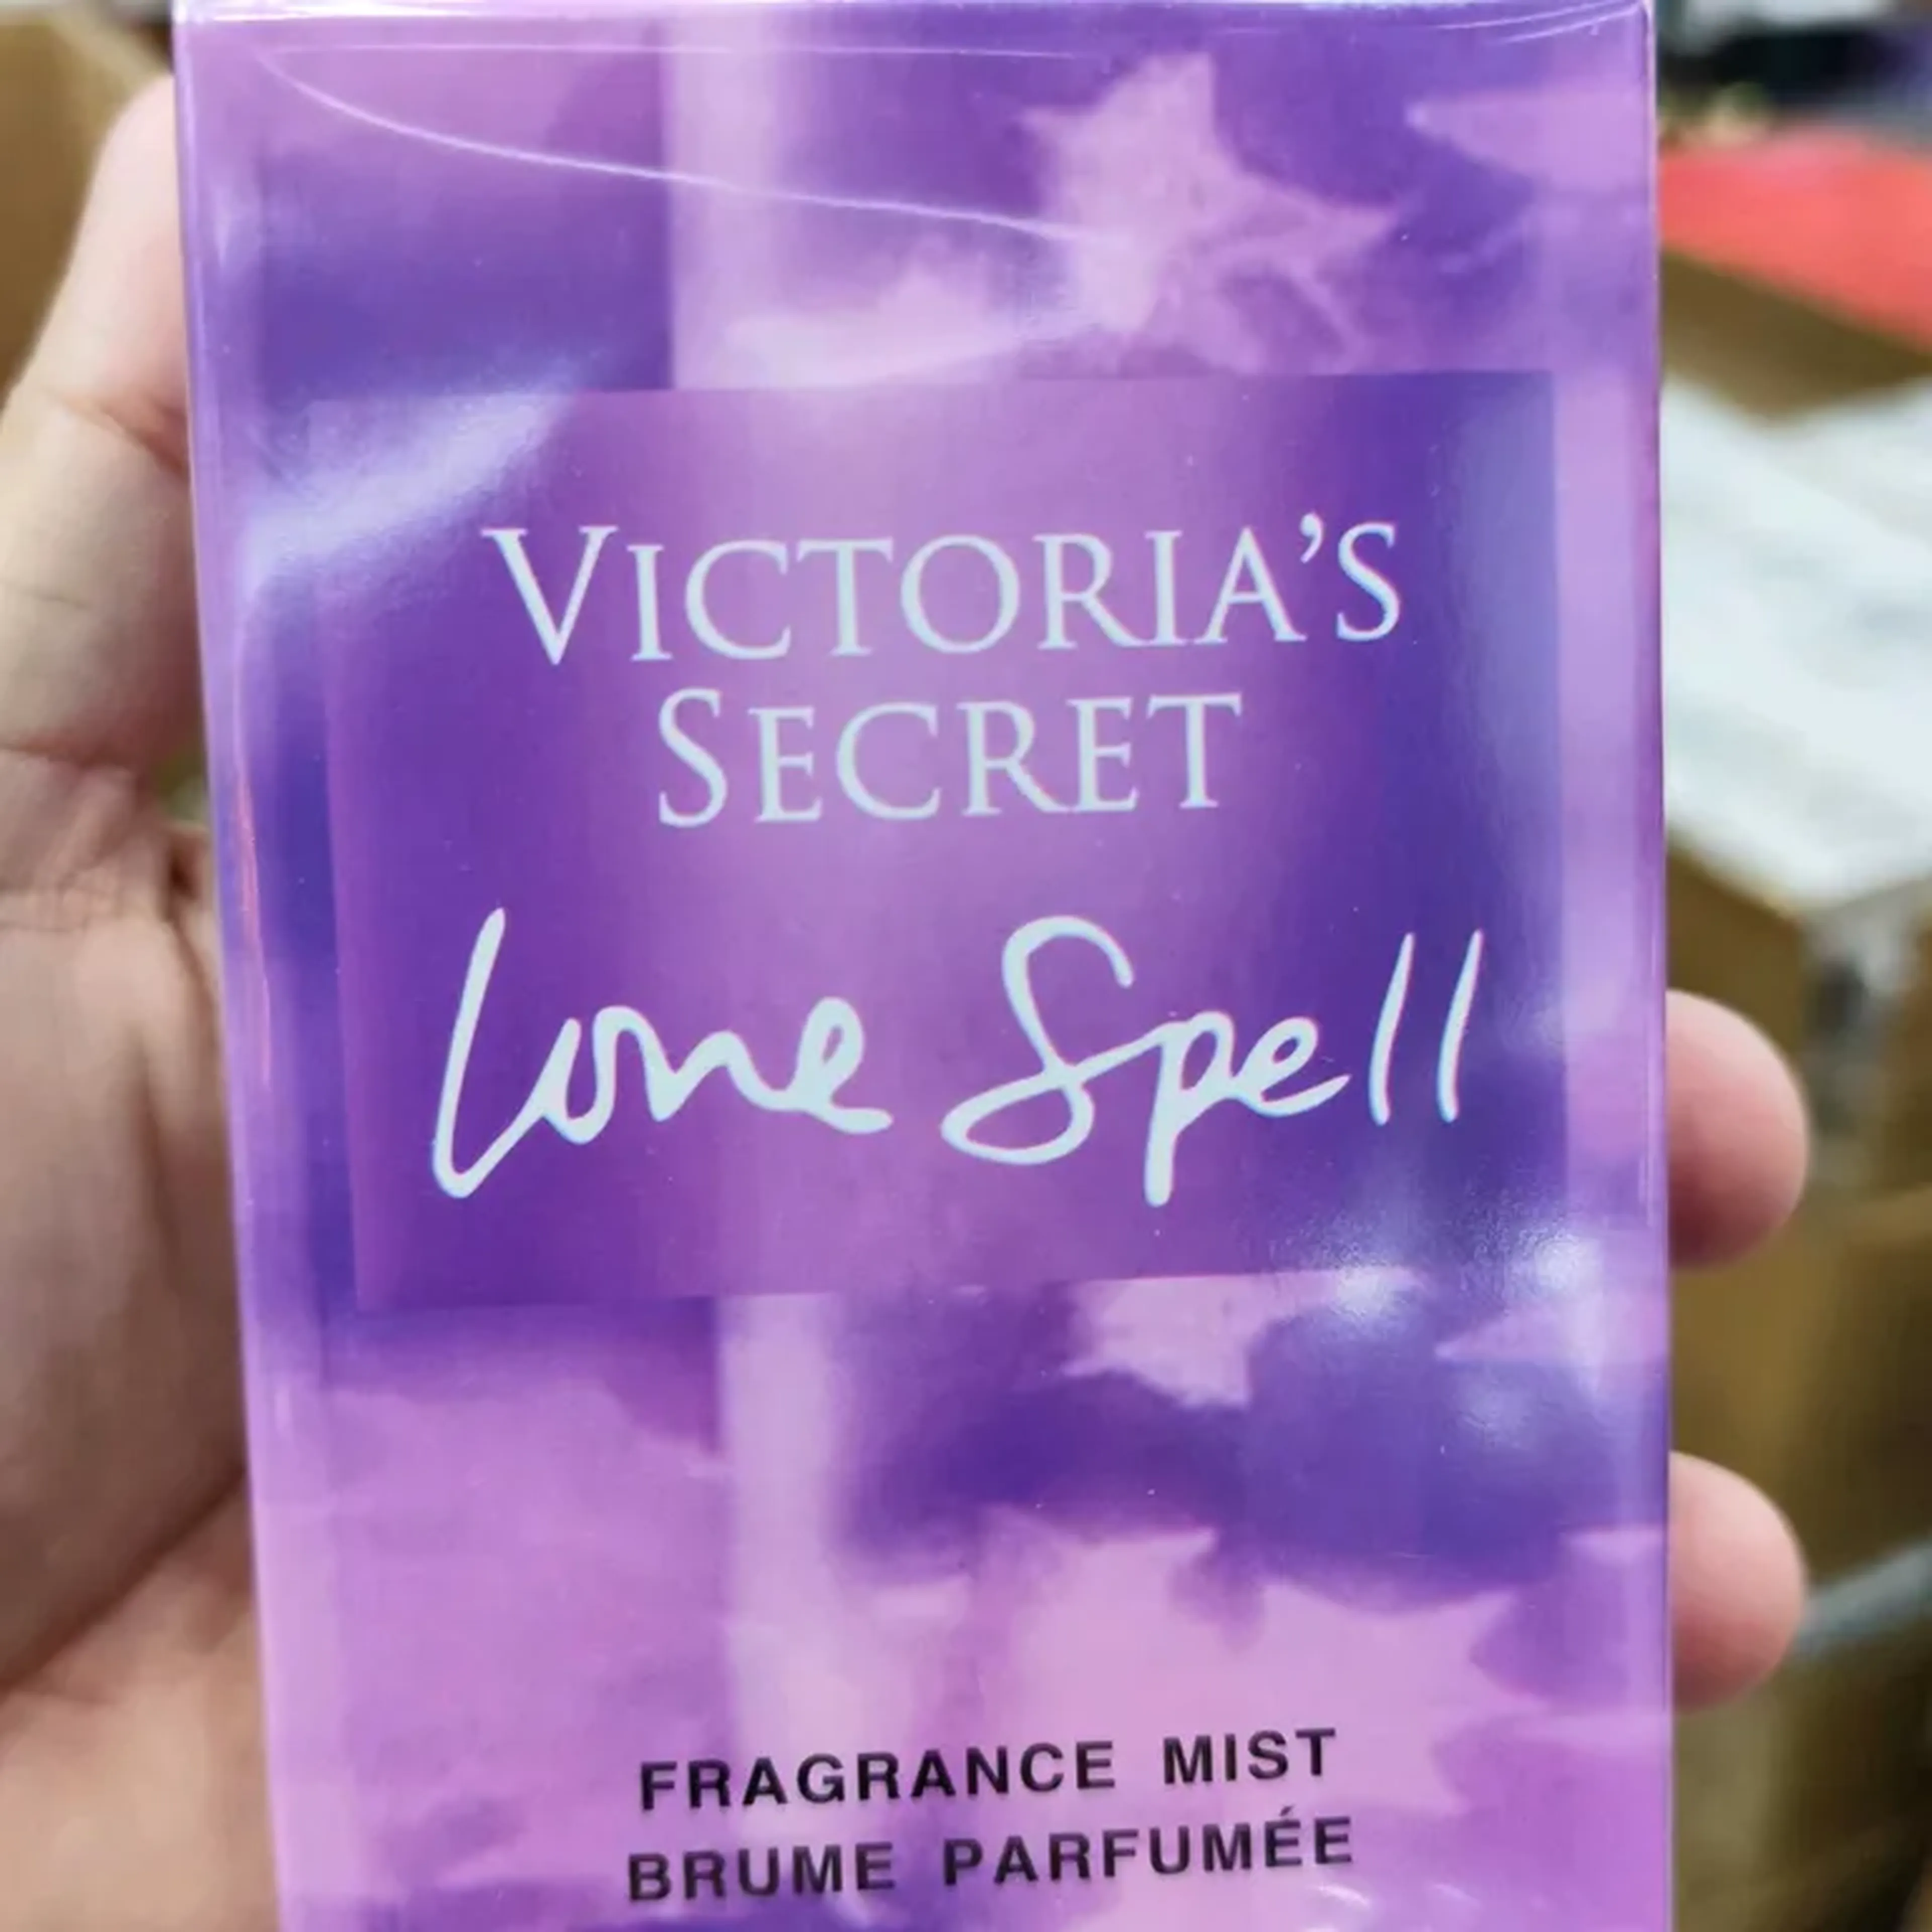 VICTORIA'S
SECRET
Love Spell
FRAGRANCE MIST
BRUME PARFUMÉE